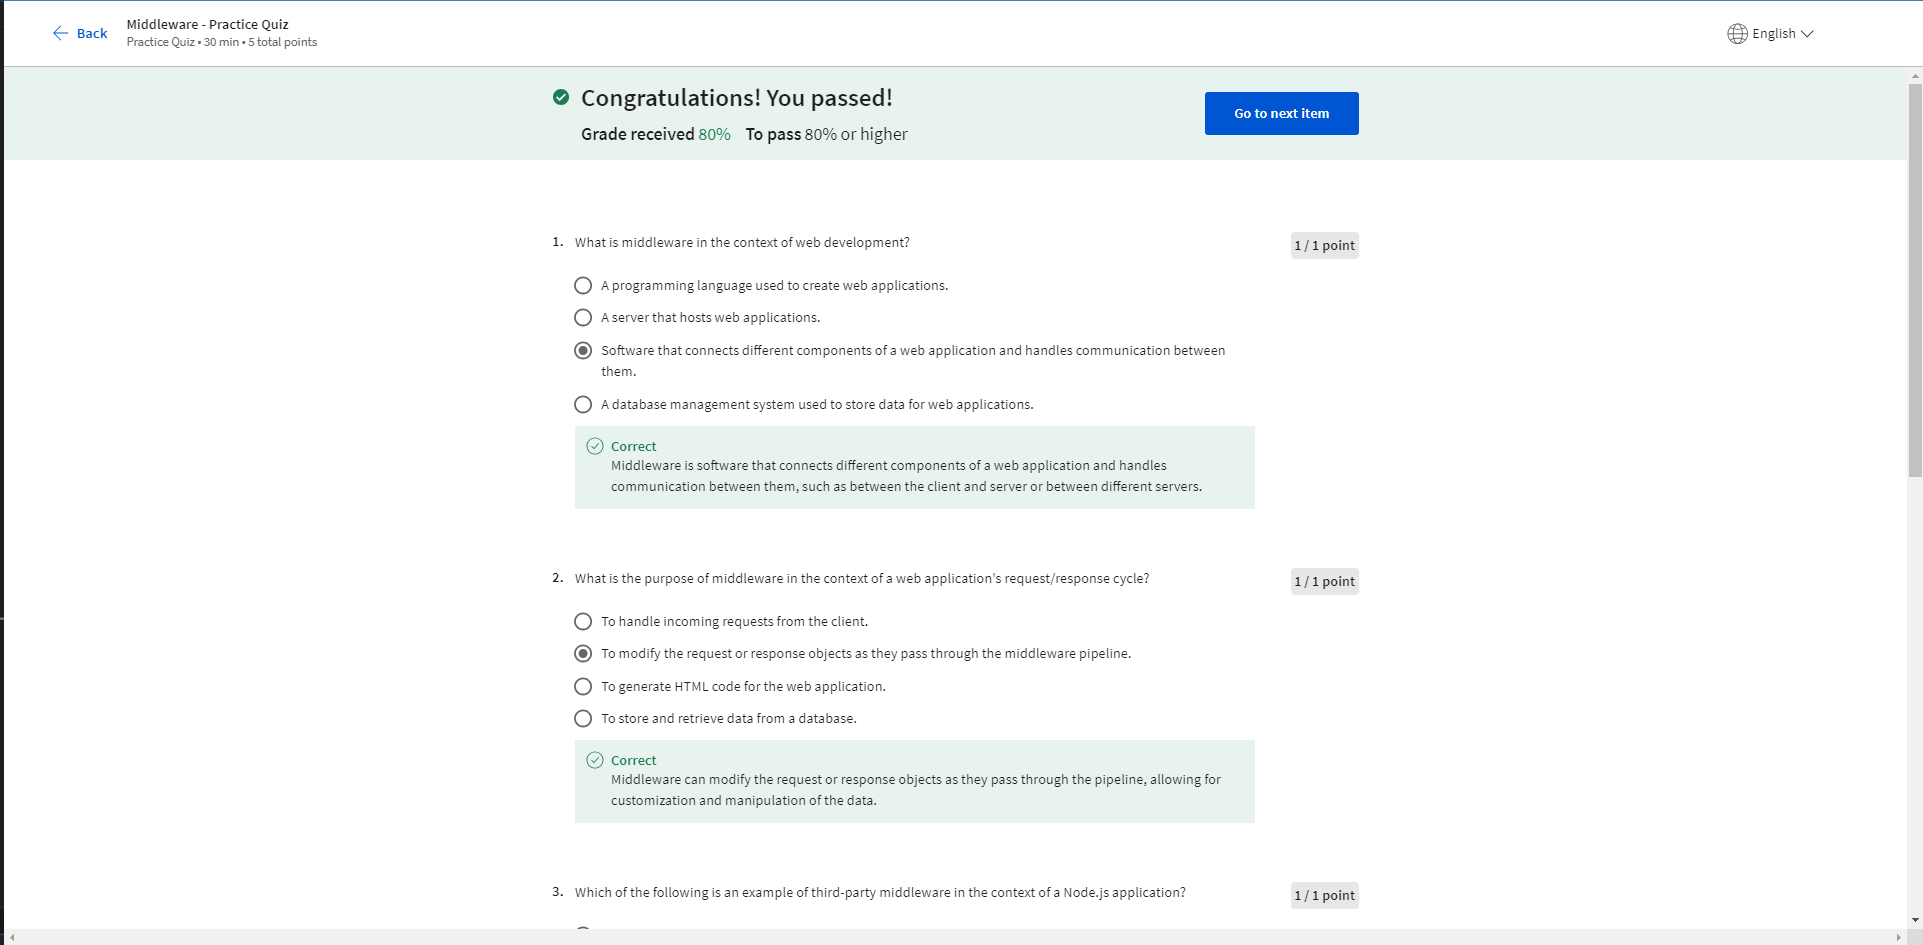 Back
Middleware - Practice Quiz
Practice Quiz • 30 min • 5 total points
English
Congratulations! You passed!
Grade received 80% To pass 80% or higher
Go to next item
1. What is middleware in the context of web development?
1 / 1 point
A programming language used to create web applications.
A server that hosts web applications.
Software that connects different components of a web application and handles communication between
them.
A database management system used to store data for web applications.
Correct
Middleware is software that connects different components of a web application and handles
communication between them, such as between the client and server or between different servers.
2. What is the purpose of middleware in the context of a web application's request/response cycle?
1 / 1 point
To handle incoming requests from the client.
To modify the request or response objects as they pass through the middleware pipeline.
To generate HTML code for the web application.
To store and retrieve data from a database.
Correct
Middleware can modify the request or response objects as they pass through the pipeline, allowing for
customization and manipulation of the data.
3. Which of the following is an example of third-party middleware in the context of a Node.js application?
1 / 1 point